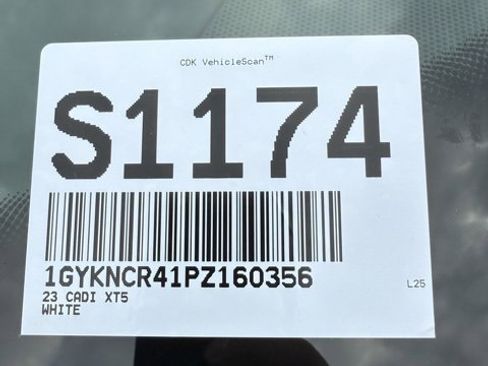 CDK VehicleScan™
S1174
1GYKNCR41PZ160356
23 CADI XT5
WHITE
L25